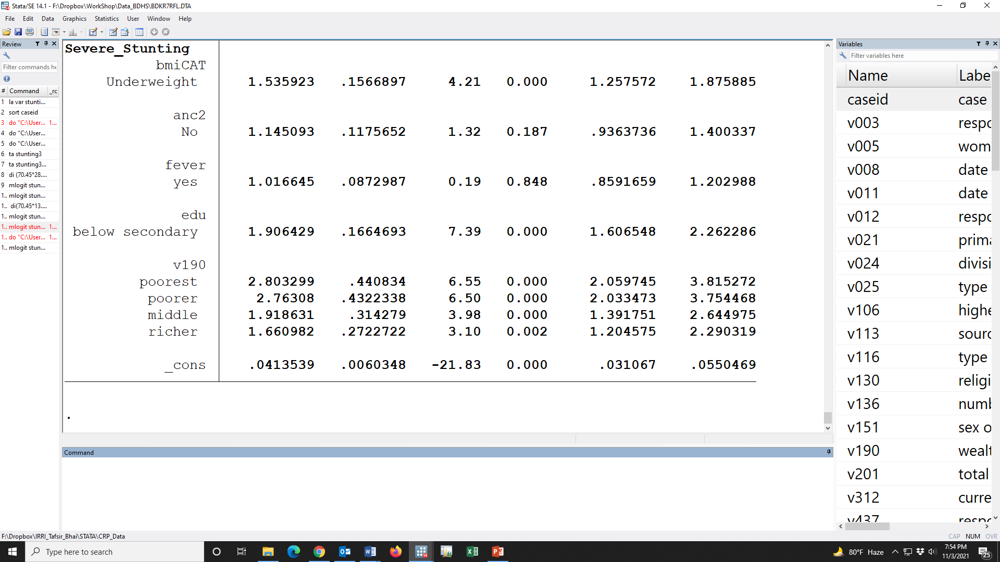 Stata/SE 14.1 - F:\Dropbox\WorkShop\Data_BDHS\BDKR7RFL.DTA
File Edit Data Graphics Statistics User Window Help
Review
Filter commands he
# Command _rc
1 la var stunti...
2 sort caseid
3 do "C:\User... 1...
4 do "C:\User...
5 do "C:\User...
6 ta stunting3
7 ta stunting3...
8 di (70.45*28....
9 mlogit stun...
1.. mlogit stun...
1.. di(70.45*13....
1.. mlogit stun...
1.. mlogit stun... 1...
1.. do "C:\User... 1...
1.. mlogit stun...
Severe_Stunting
bmiCAT
Underweight 1.535923 .1566897 4.21 0.000 1.257572 1.875885
anc2
No 1.145093 .1175652 1.32 0.187 .9363736 1.400337
fever
yes 1.016645 .0872987 0.19 0.848 .8591659 1.202988
edu
below secondary 1.906429 .1664693 7.39 0.000 1.606548 2.262286
v190
poorest 2.803299 .440834 6.55 0.000 2.059745 3.815272
poorer 2.76308 .4322338 6.50 0.000 2.033473 3.754468
middle 1.918631 .314279 3.98 0.000 1.391751 2.644975
richer 1.660982 .2722722 3.10 0.002 1.204575 2.290319
_cons .0413539 .0060348 -21.83 0.000 .031067 .0550469
.
Command
Variables
Filter variables here
Name Labe
caseid case
v003 respo
v005 wom
v008 date
v011 date
v012 respo
v021 prima
v024 divisi
v025 type
v106 highe
v113 sourc
v116 type
v130 religi
v136 numb
v151 sex o
v190 wealt
v201 total
v312 curre
v437 respo
F:\Dropbox\IRRI_Tafsir_Bhai\STATA\CRP_Data
CAP NUM OVR
Type here to search
80°F Haze
7:54 PM
11/3/2021
25